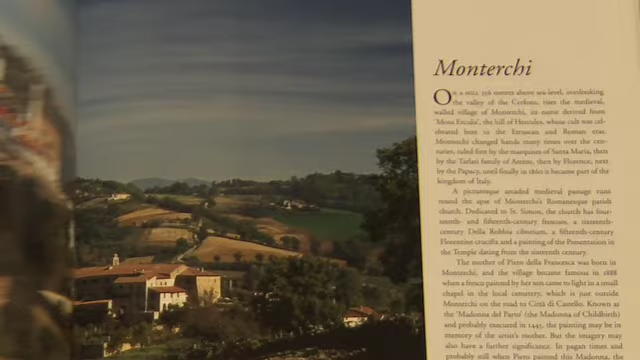 Monterchi
On a hill 356 metres above sea-level, overlooking
the valley of the Cerfone, rises the medieval,
walled village of Monterchi, its name derived from
'Mons Ercules', the hill of Hercules, whose cult was cel-
ebrated here in the Etruscan and Roman eras.
Monterchi changed hands many times over the cen-
turies, ruled first by the marquises of Santa Maria, then
by the Tarlati family of Arezzo, then by Florence, next
by the Papacy, until finally in 1860 it became part of the
kingdom of Italy.
A picturesque arcaded medieval passage runs
round the apse of Monterchi's Romanesque parish
church. Dedicated to St. Simon, the church has four-
teenth- and fifteenth-century frescoes, a sixteenth-
century Della Robbia ciborium, a fifteenth-century
Florentine crucifix and a painting of the Presentation in
the Temple dating from the sixteenth century.
The mother of Piero della Francesca was born in
Monterchi, and the village became famous in 1888
when a fresco painted by her son came to light in a small
chapel in the local cemetery, which is just outside
Monterchi on the road to Città di Castello. Known as
the 'Madonna del Parto' (the Madonna of Childbirth)
and probably executed in 1445, the painting may be in
memory of the artist's mother. But the imagery may
also have a further significance. In pagan times and
probably still when Piero painted this Madonna, the